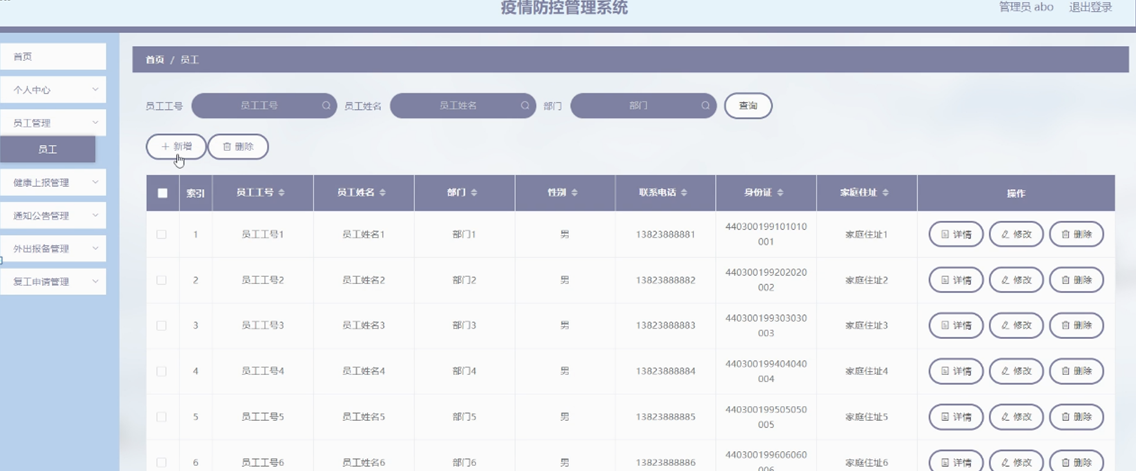 疫情防控管理系统
管理员 abo 退出登录
首页
个人中心
员工管理
员工
健康上报管理
通知公告管理
外出报备管理
复工申请管理
首页 / 员工
员工工号 员工工号 员工姓名 员工姓名 部门 部门 查询
新增 删除
索引 员工工号 员工姓名 部门 性别 联系电话 身份证 家庭住址 操作
1 员工工号1 员工姓名1 部门1 男 13823888881 440300199101010001 家庭住址1 详情 修改 删除
2 员工工号2 员工姓名2 部门2 男 13823888882 440300199202020002 家庭住址2 详情 修改 删除
3 员工工号3 员工姓名3 部门3 男 13823888883 440300199303030003 家庭住址3 详情 修改 删除
4 员工工号4 员工姓名4 部门4 男 13823888884 440300199404040004 家庭住址4 详情 修改 删除
5 员工工号5 员工姓名5 部门5 男 13823888885 440300199505050005 家庭住址5 详情 修改 删除
6 员工工号6 员工姓名6 部门6 男 13823888886 440300199606060 家庭住址6 详情 修改 删除